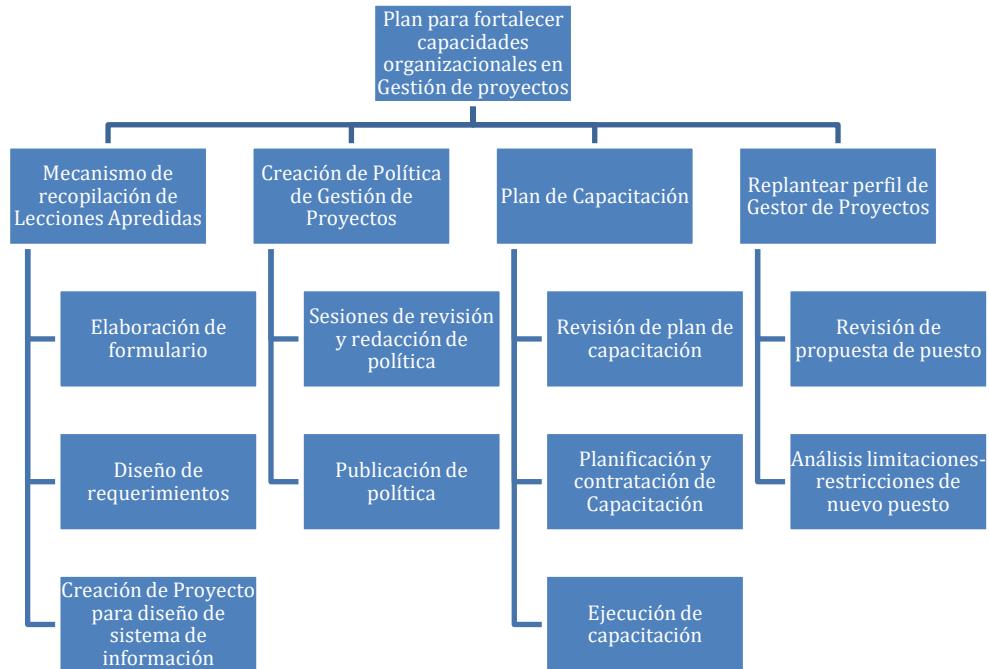 Plan para fortalecer
capacidades
organizacionales en
Gestión de proyectos
Mecanismo de
recopilación de
Lecciones Apredidas
Elaboración de
formulario
Diseño de
requerimientos
Creación de Proyecto
para diseño de
sistema de
información
Creación de Política
de Gestión de
Proyectos
Sesiones de revisión
y redacción de
política
Publicación de
política
Plan de Capacitación
Revisión de plan de
capacitación
Planificación y
contratación de
Capacitación
Ejecución de
capacitación
Replantear perfil de
Gestor de Proyectos
Revisión de
propuesta de puesto
Análisis limitaciones-
restricciones de
nuevo puesto